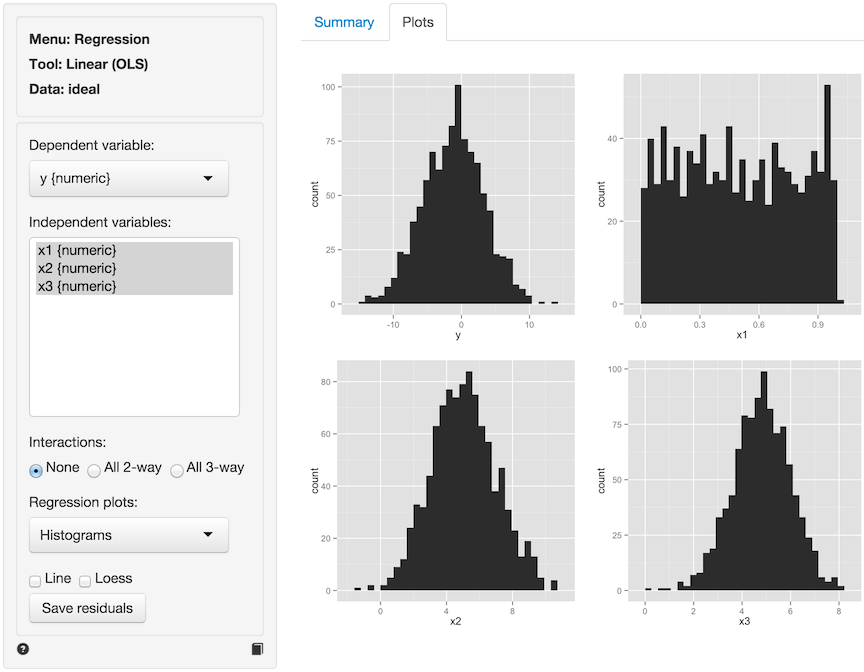 Menu: Regression
Tool: Linear (OLS)
Data: ideal
Dependent variable:
y {numeric}
Independent variables:
x1 {numeric}
x2 {numeric}
x3 {numeric}
Interactions:
None All 2-way All 3-way
Regression plots:
Histograms
Line Loess
Save residuals
?
Summary Plots
100
75
50
25
0
count
-10 0 10
y
40
20
0
count
0.0 0.3 0.6 0.9
x1
80
60
40
20
0
count
0 4 8
x2
100
75
50
25
0
count
0 2 4 6 8
x3